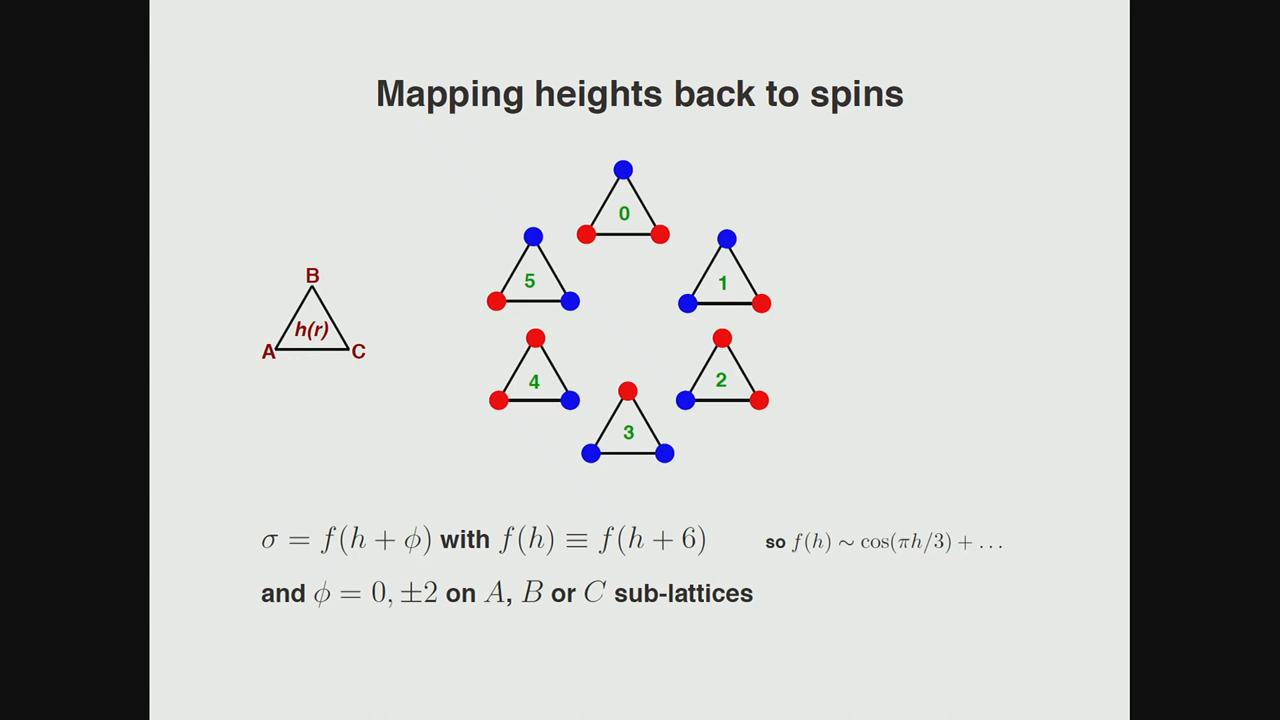 Mapping heights back to spins
0
5
1
B
h(r)
A C
4
2
3
σ = f(h + ϕ) with f(h) ≡ f(h + 6) so f(h) ∼ cos(πh/3) + . . .
and ϕ = 0, ±2 on A, B or C sub-lattices